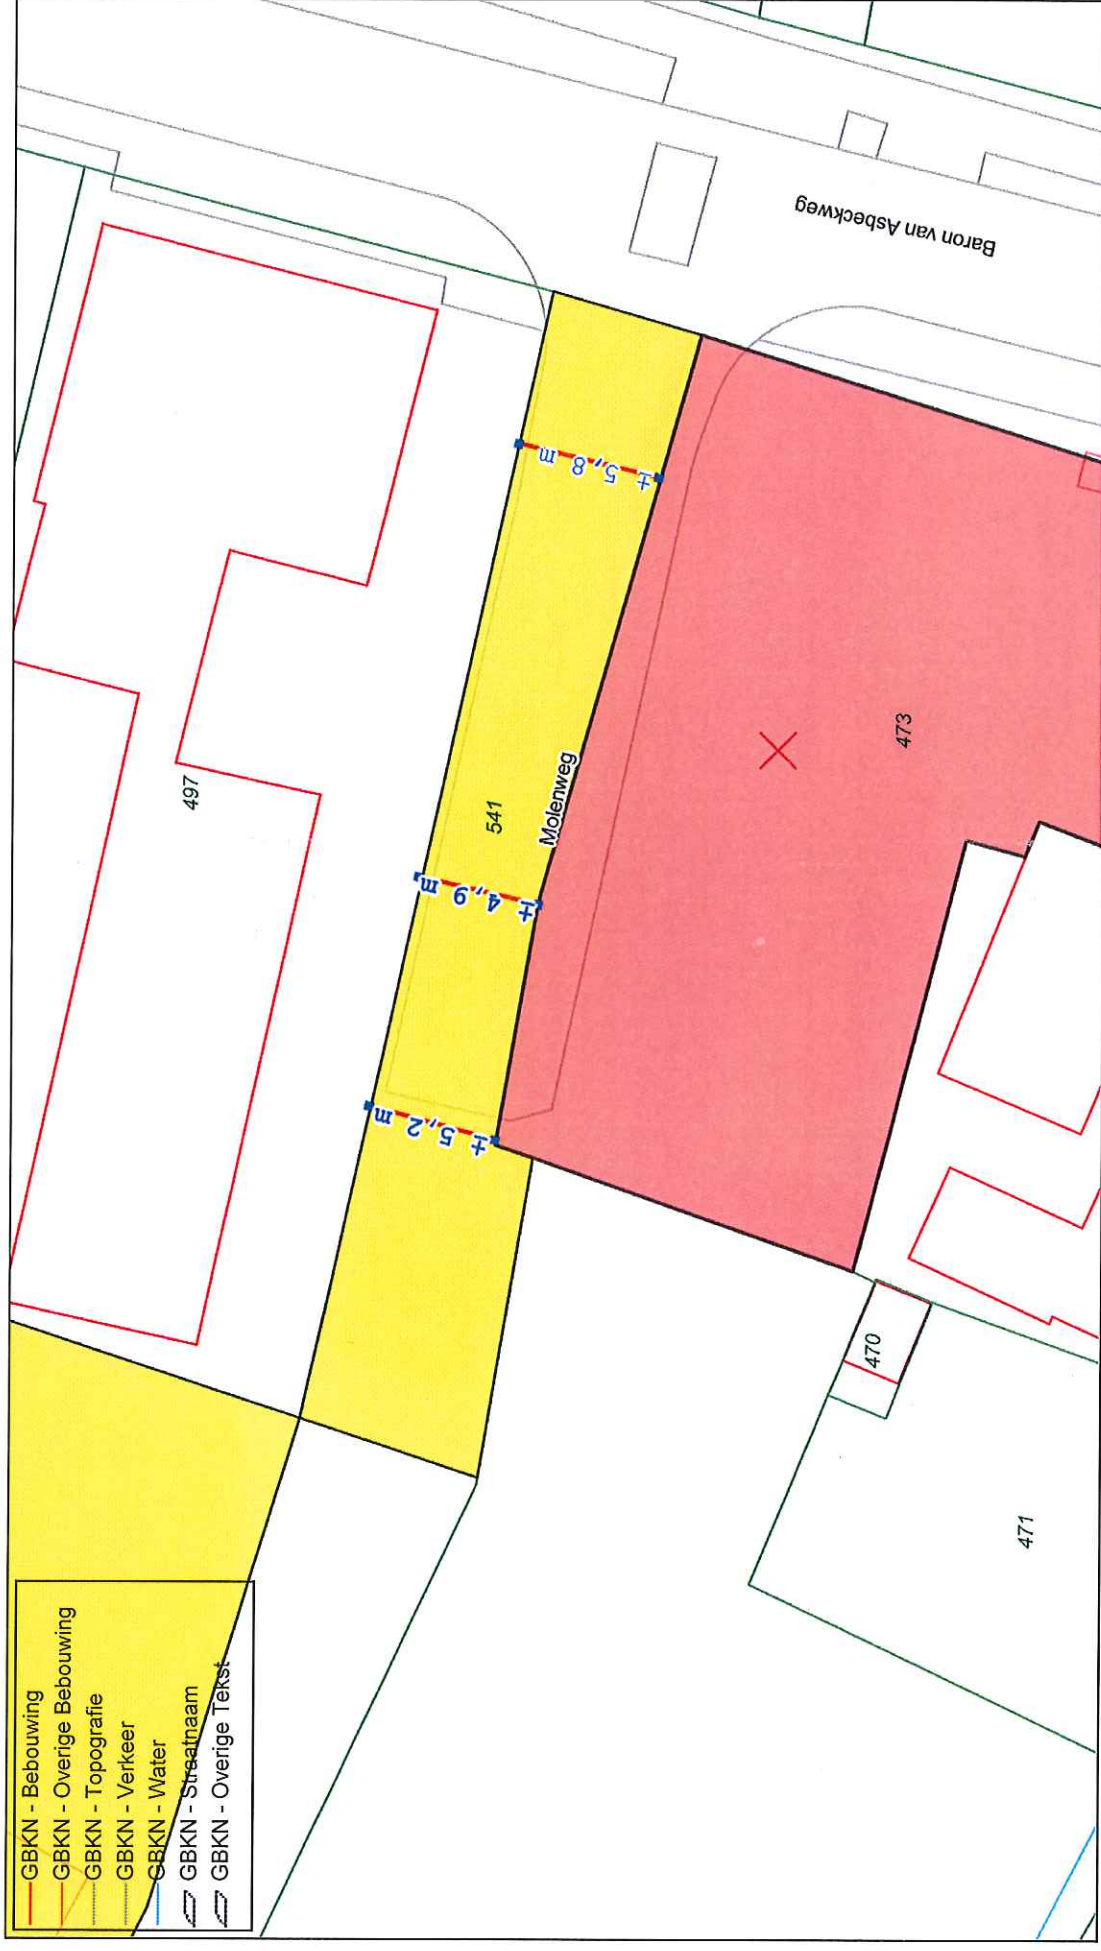 GBKN - Bebouwing
GBKN - Overige Bebouwing
GBKN - Topografie
GBKN - Verkeer
GBKN - Water
GBKN - Straatnaam
GBKN - Overige Tekst
497
541
Molenweg
± 5,2 m
± 4,9 m
± 5,8 m
Baron van Asbeckweg
473
470
471